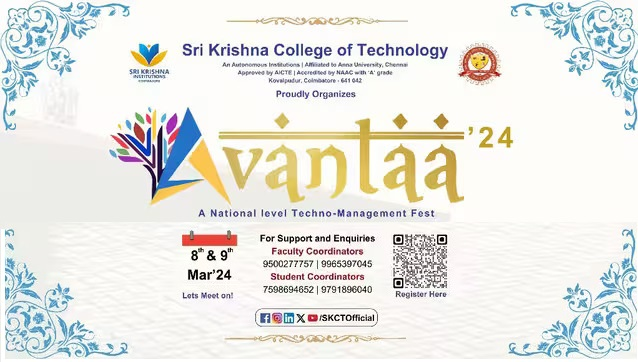 Sri Krishna College of Technology
An Autonomous Institutions | Affiliated to Anna University, Chennai
Approved by AICTE | Accredited by NAAC with 'A' grade
Kovaipudur, Coimbatore - 641 042
SRI KRISHNA
INSTITUTIONS
COIMBATORE
Proudly Organizes
Avantaa '24
A National level Techno-Management Fest
8th & 9th
Mar'24
Lets Meet on!
For Support and Enquiries
Faculty Coordinators
9500277757 | 9965397045
Student Coordinators
7598694652 | 9791896040
Register Here
/SKCTOfficial